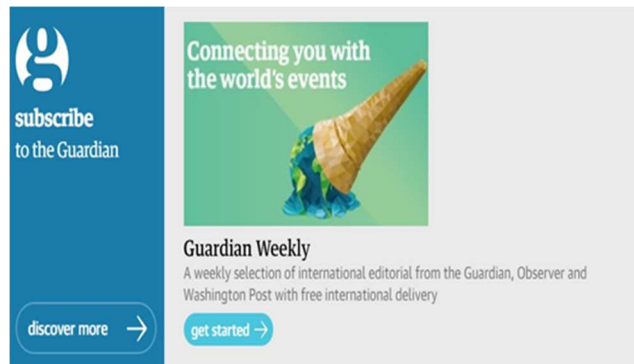 g
subscribe
to the Guardian
discover more
Connecting you with
the world's events
Guardian Weekly
A weekly selection of international editorial from the Guardian, Observer and
Washington Post with free international delivery
get started